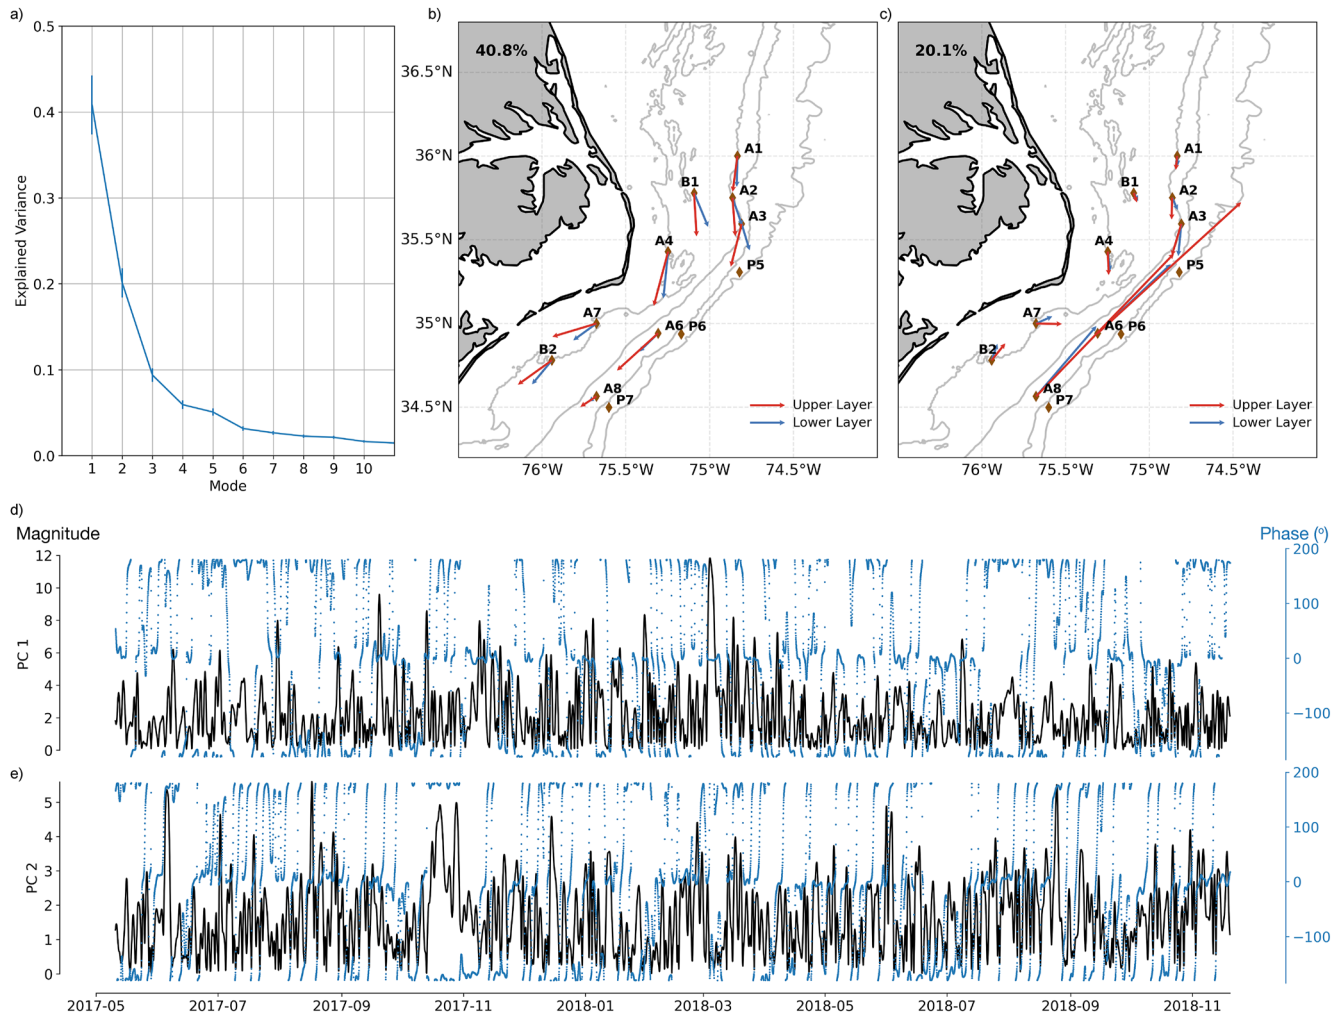 a)
0.5
0.4
0.3
0.2
0.1
0.0
Explained Variance
1 2 3 4 5 6 7 8 9 10
Mode
b)
40.8%
36.5°N
36°N
35.5°N
35°N
34.5°N
A1
B1
A2
A3
A4
P5
A7
A6 P6
B2
A8
P7
Upper Layer
Lower Layer
76°W 75.5°W 75°W 74.5°W
c)
20.1%
A1
B1
A2
A3
A4
P5
A7
A6 P6
B2
A8
P7
Upper Layer
Lower Layer
76°W 75.5°W 75°W 74.5°W
d)
Magnitude
Phase (º)
12
10
8
6
4
2
0
PC 1
200
100
0
−100
e)
5
4
3
2
1
0
PC 2
200
100
0
−100
2017-05 2017-07 2017-09 2017-11 2018-01 2018-03 2018-05 2018-07 2018-09 2018-11